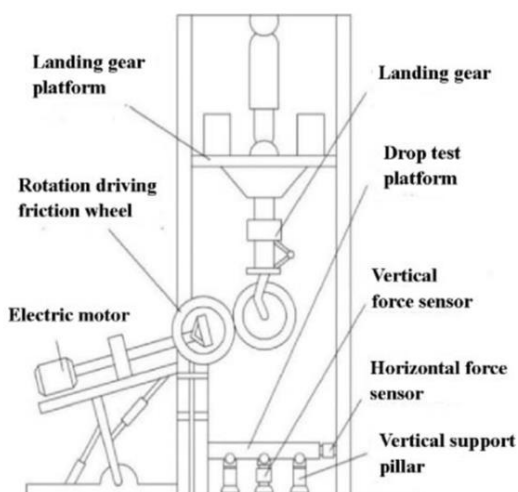 Landing gear
platform
Rotation driving
friction wheel
Electric motor
Landing gear
Drop test
platform
Vertical
force sensor
Horizontal force
sensor
Vertical support
pillar